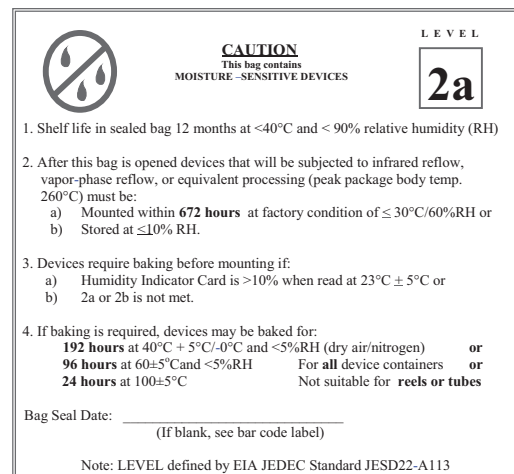 LEVEL
CAUTION
This bag contains
MOISTURE –SENSITIVE DEVICES
2a
1. Shelf life in sealed bag 12 months at <40°C and < 90% relative humidity (RH)
2. After this bag is opened devices that will be subjected to infrared reflow,
vapor-phase reflow, or equivalent processing (peak package body temp.
260°C) must be:
a) Mounted within 672 hours at factory condition of ≤ 30°C/60%RH or
b) Stored at ≤10% RH.
3. Devices require baking before mounting if:
a) Humidity Indicator Card is >10% when read at 23°C ± 5°C or
b) 2a or 2b is not met.
4. If baking is required, devices may be baked for:
192 hours at 40°C + 5°C/-0°C and <5%RH (dry air/nitrogen) or
96 hours at 60±5°Cand <5%RH For all device containers or
24 hours at 100±5°C Not suitable for reels or tubes
Bag Seal Date: ______________________________
(If blank, see bar code label)
Note: LEVEL defined by EIA JEDEC Standard JESD22-A113